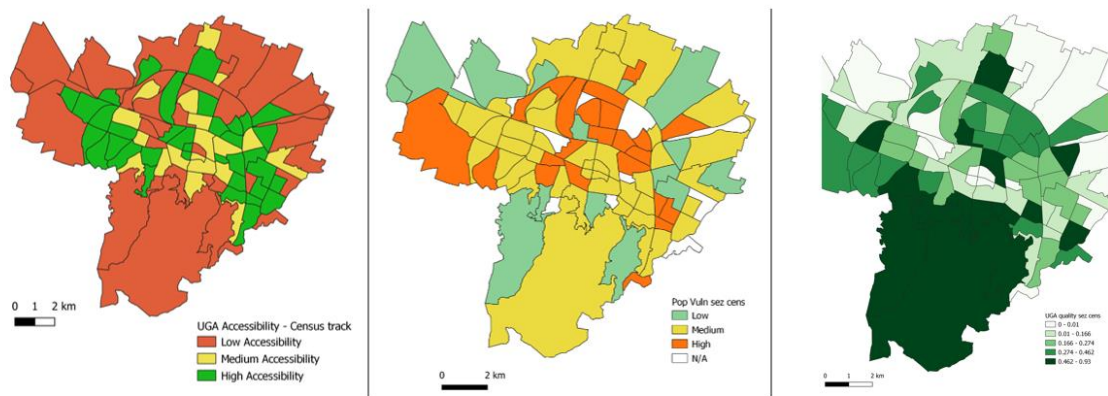 0 1 2 km
UGA Accessibility - Census track
Low Accessibility
Medium Accessibility
High Accessibility
0 2 km
Pop Vuln sez cens
Low
Medium
High
N/A
0 1 2 km
UGA quality sez cens
0 - 0.01
0.01 - 0.166
0.166 - 0.274
0.274 - 0.462
0.462 - 0.93